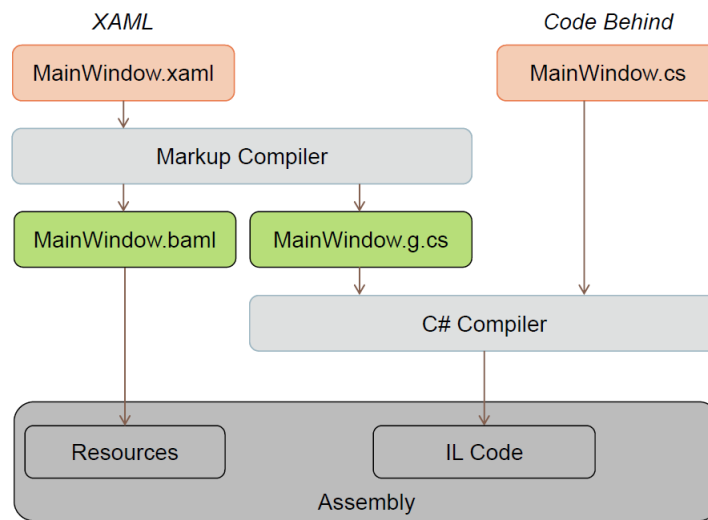 XAML
Code Behind
MainWindow.xaml
MainWindow.cs
Markup Compiler
MainWindow.baml
MainWindow.g.cs
C# Compiler
Resources
IL Code
Assembly